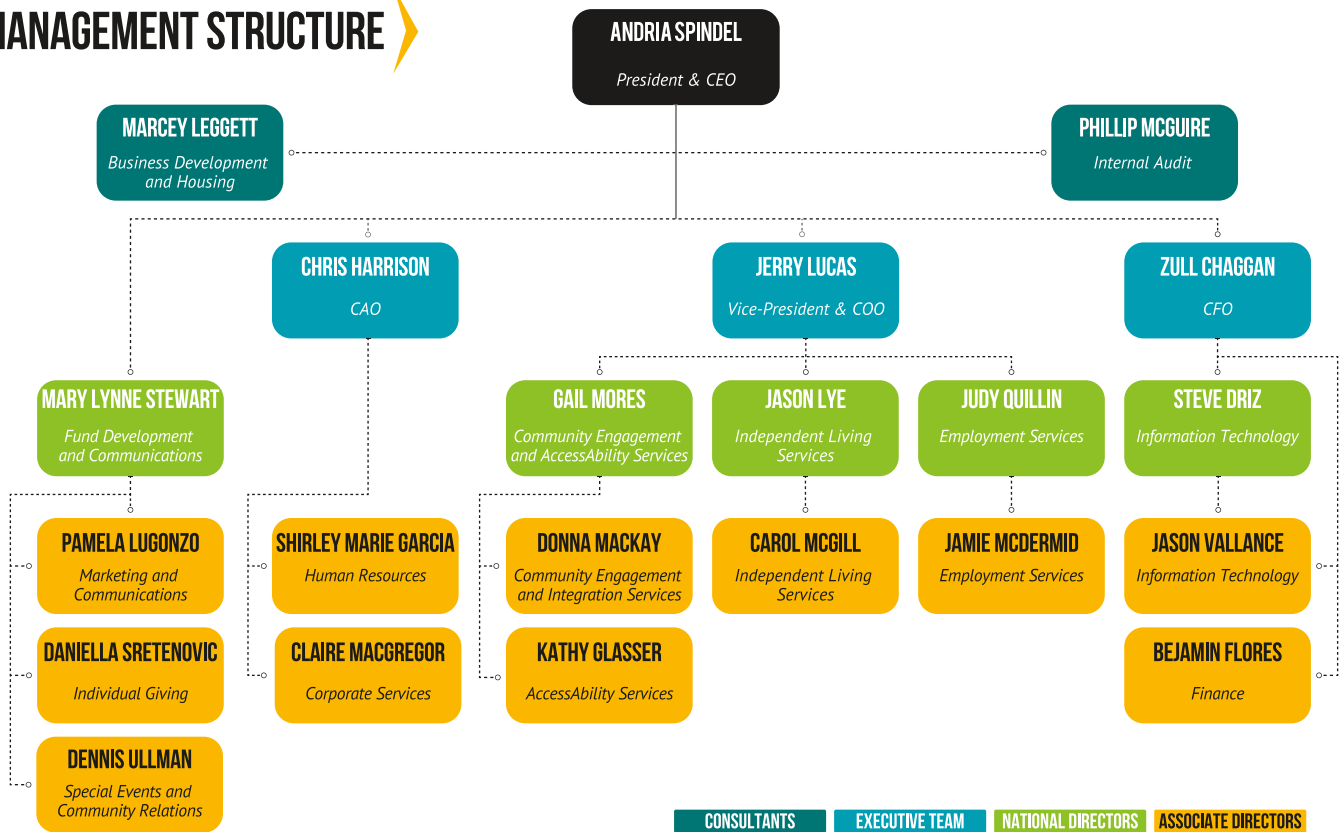 MANAGEMENT STRUCTURE
ANDRIA SPINDEL
President & CEO
MARCEY LEGGETT
Business Development
and Housing
PHILLIP MCGUIRE
Internal Audit
CHRIS HARRISON
CAO
JERRY LUCAS
Vice-President & COO
ZULL CHAGGAN
CFO
MARY LYNNE STEWART
Fund Development
and Communications
GAIL MORES
Community Engagement
and AccessAbility Services
JASON LYE
Independent Living
Services
JUDY QUILLIN
Employment Services
STEVE DRIZ
Information Technology
PAMELA LUGONZO
Marketing and
Communications
SHIRLEY MARIE GARCIA
Human Resources
DONNA MACKAY
Community Engagement
and Integration Services
CAROL MCGILL
Independent Living
Services
JAMIE MCDERMID
Employment Services
JASON VALLANCE
Information Technology
DANIELLA SRETENOVIC
Individual Giving
CLAIRE MACGREGOR
Corporate Services
KATHY GLASSER
AccessAbility Services
BEJAMIN FLORES
Finance
DENNIS ULLMAN
Special Events and
Community Relations
CONSULTANTS
EXECUTIVE TEAM
NATIONAL DIRECTORS
ASSOCIATE DIRECTORS